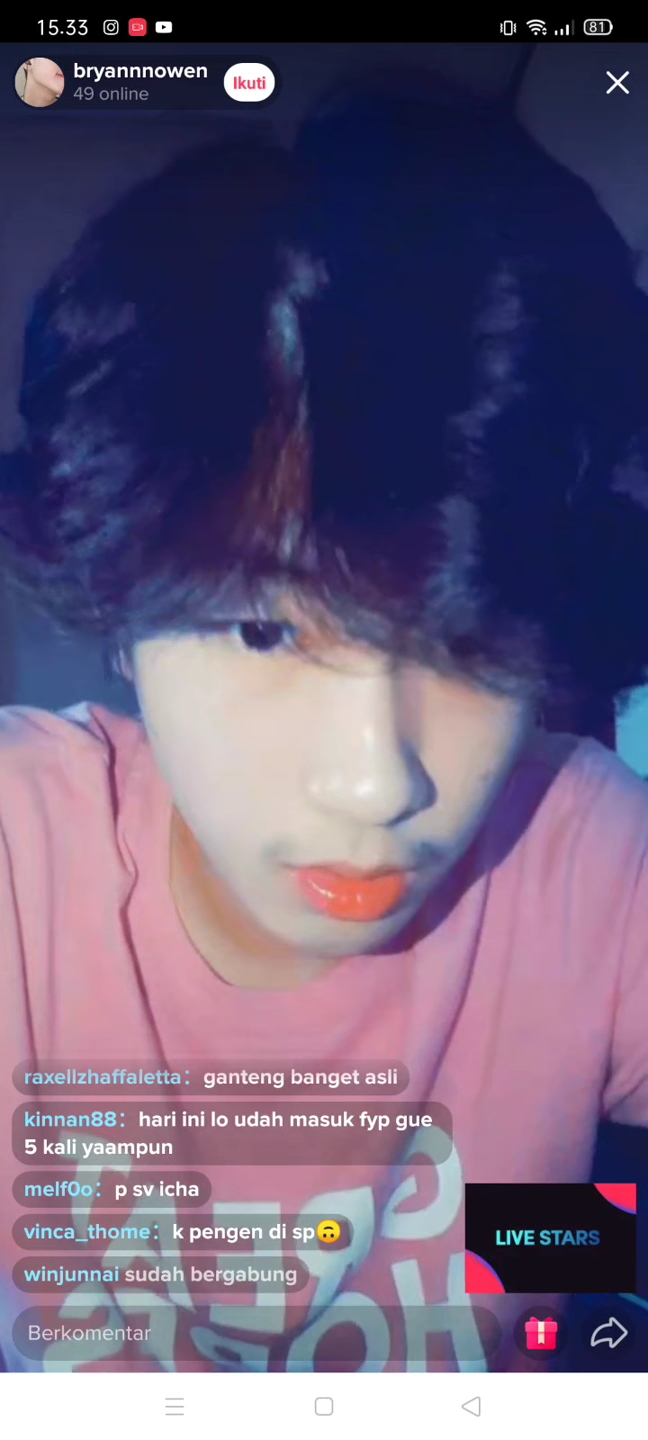 15.33
81
bryannnowen
49 online
Ikuti
raxellzhaffaletta: ganteng banget asli
kinnan88: hari ini lo udah masuk fyp gue
5 kali yaampun
melf0o: p sv icha
vinca_thome: k pengen di sp🙃
winjunnai sudah bergabung
LIVE STARS
Berkomentar